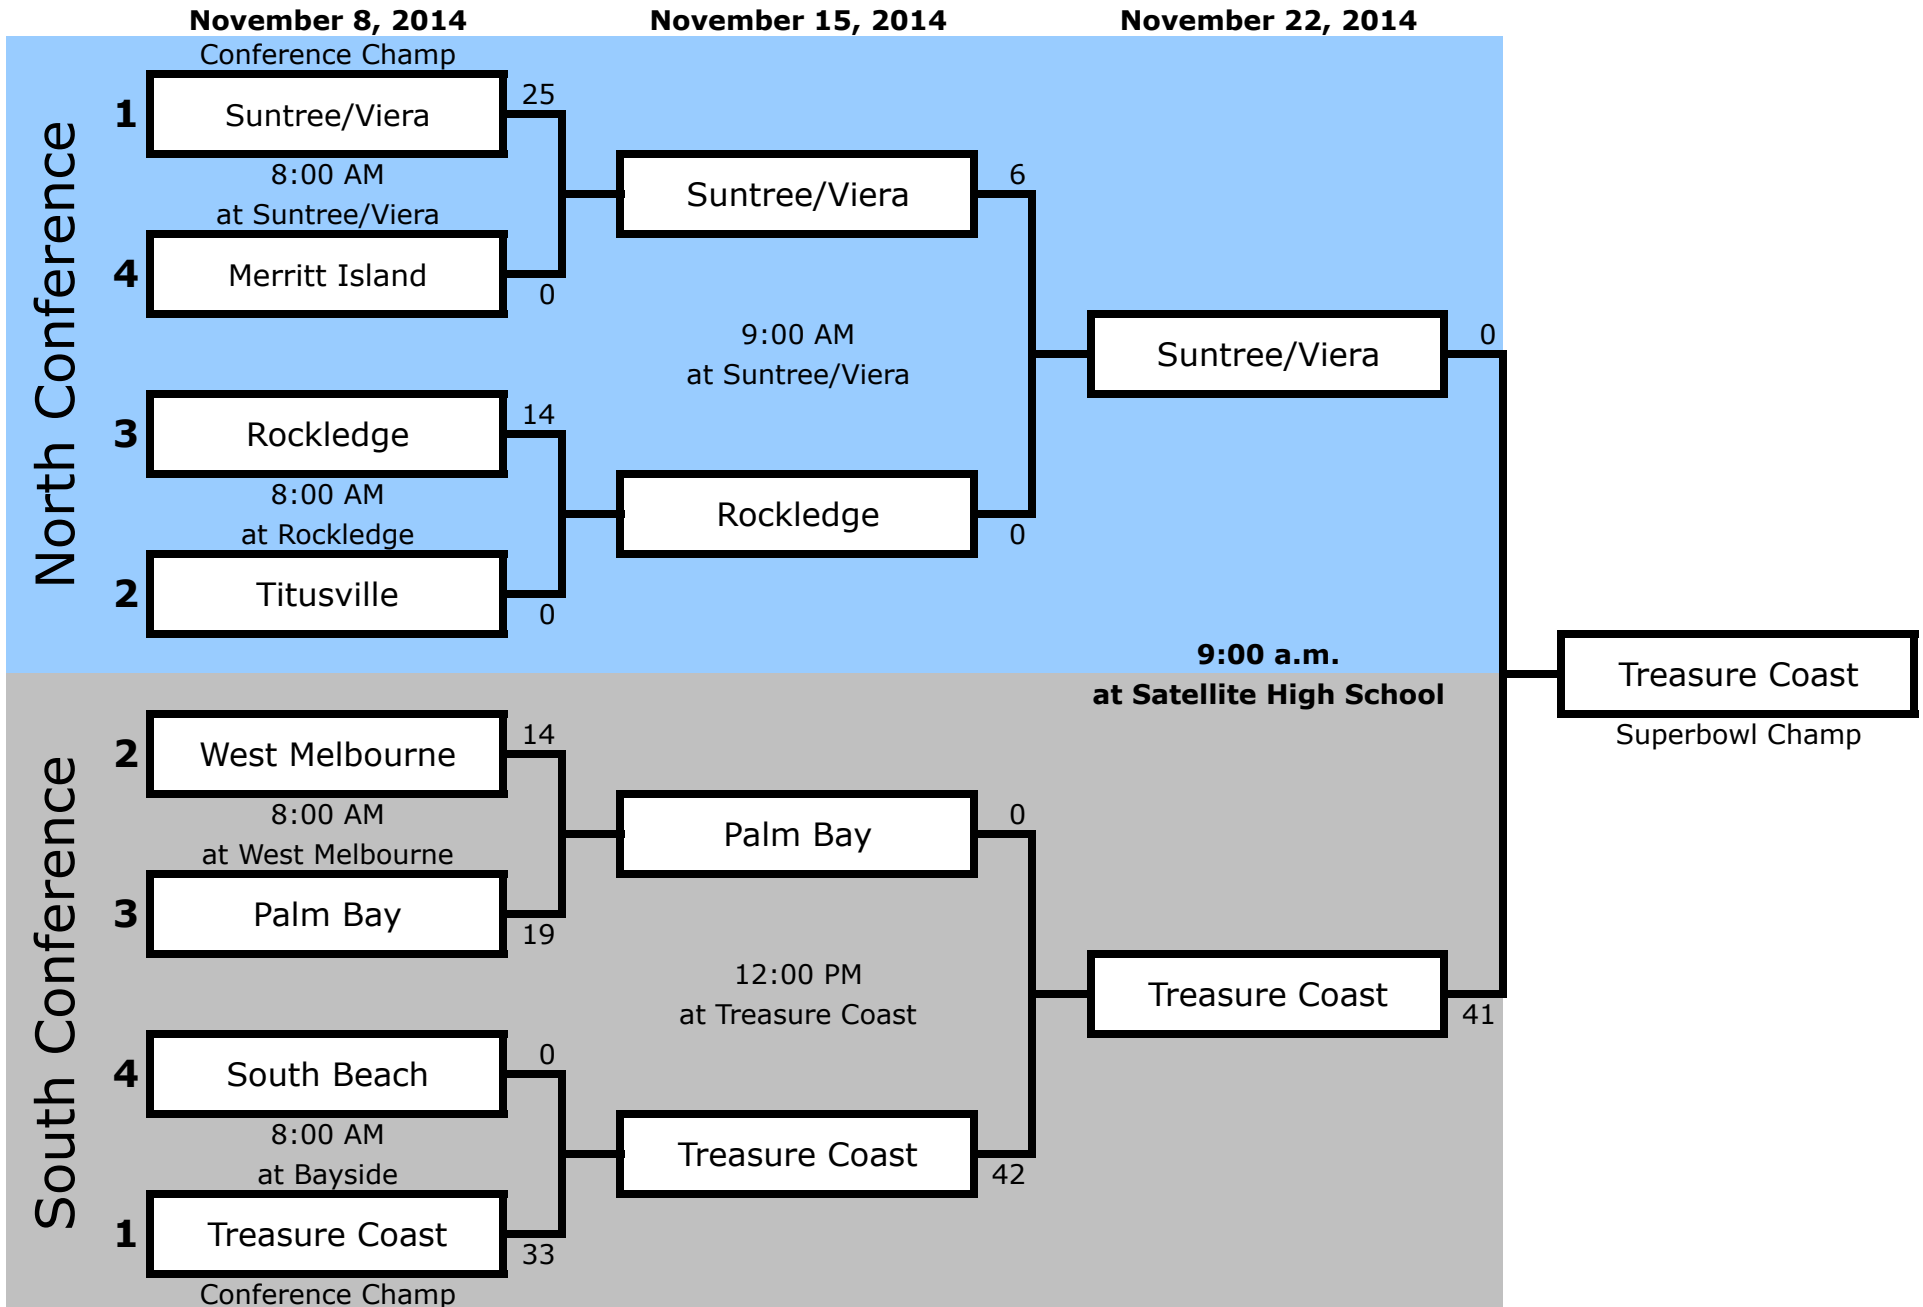 November 8, 2014
November 15, 2014
November 22, 2014
North Conference
Conference Champ
1
Suntree/Viera
25
8:00 AM
at Suntree/Viera
4
Merritt Island
0
3
Rockledge
14
8:00 AM
at Rockledge
2
Titusville
0
Suntree/Viera
6
9:00 AM
at Suntree/Viera
Rockledge
0
Suntree/Viera
0
9:00 a.m.
at Satellite High School
Treasure Coast
Superbowl Champ
South Conference
2
West Melbourne
14
8:00 AM
at West Melbourne
3
Palm Bay
19
4
South Beach
0
8:00 AM
at Bayside
1
Treasure Coast
33
Conference Champ
Palm Bay
0
12:00 PM
at Treasure Coast
Treasure Coast
42
Treasure Coast
41